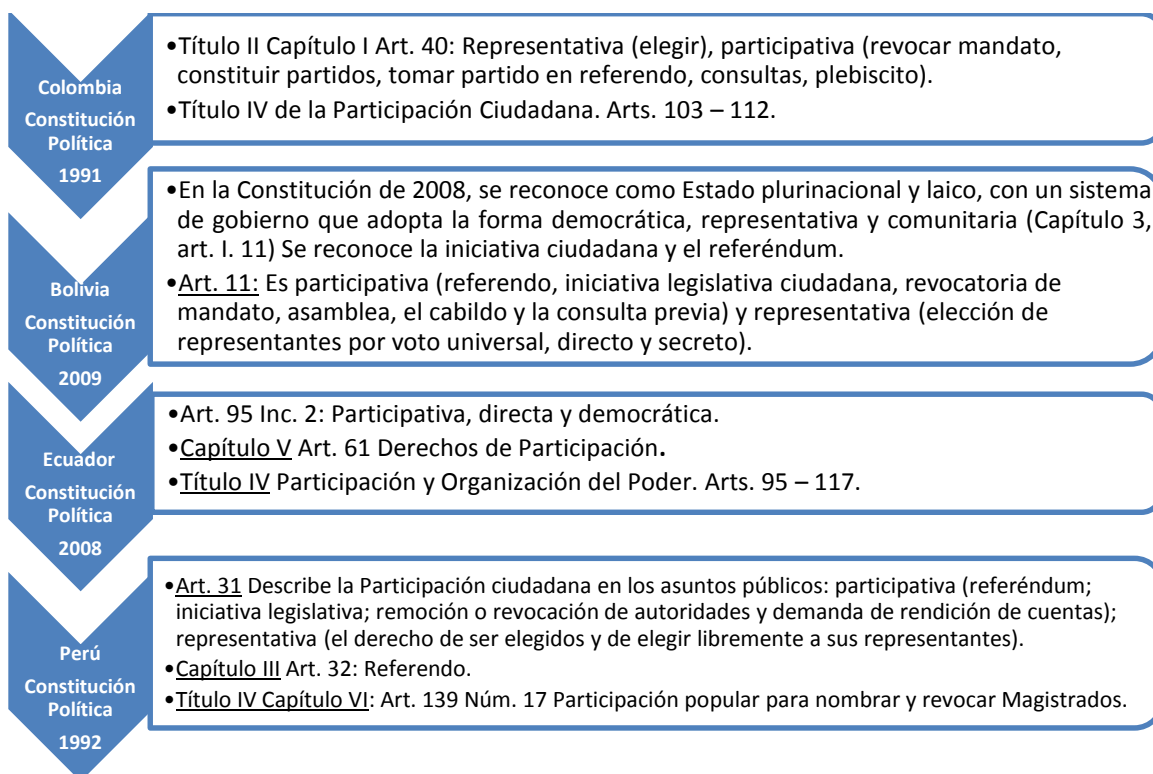 Colombia
Constitución
Política
1991
•Título II Capítulo I Art. 40: Representativa (elegir), participativa (revocar mandato,
constituir partidos, tomar partido en referendo, consultas, plebiscito).
•Título IV de la Participación Ciudadana. Arts. 103 – 112.
Bolivia
Constitución
Política
2009
•En la Constitución de 2008, se reconoce como Estado plurinacional y laico, con un sistema
de gobierno que adopta la forma democrática, representativa y comunitaria (Capítulo 3,
art. I. 11) Se reconoce la iniciativa ciudadana y el referéndum.
•Art. 11: Es participativa (referendo, iniciativa legislativa ciudadana, revocatoria de
mandato, asamblea, el cabildo y la consulta previa) y representativa (elección de
representantes por voto universal, directo y secreto).
Ecuador
Constitución
Política
2008
•Art. 95 Inc. 2: Participativa, directa y democrática.
•Capítulo V Art. 61 Derechos de Participación.
•Título IV Participación y Organización del Poder. Arts. 95 – 117.
Perú
Constitución
Política
1992
•Art. 31 Describe la Participación ciudadana en los asuntos públicos: participativa (referéndum;
iniciativa legislativa; remoción o revocación de autoridades y demanda de rendición de cuentas);
representativa (el derecho de ser elegidos y de elegir libremente a sus representantes).
•Capítulo III Art. 32: Referendo.
•Título IV Capítulo VI: Art. 139 Núm. 17 Participación popular para nombrar y revocar Magistrados.